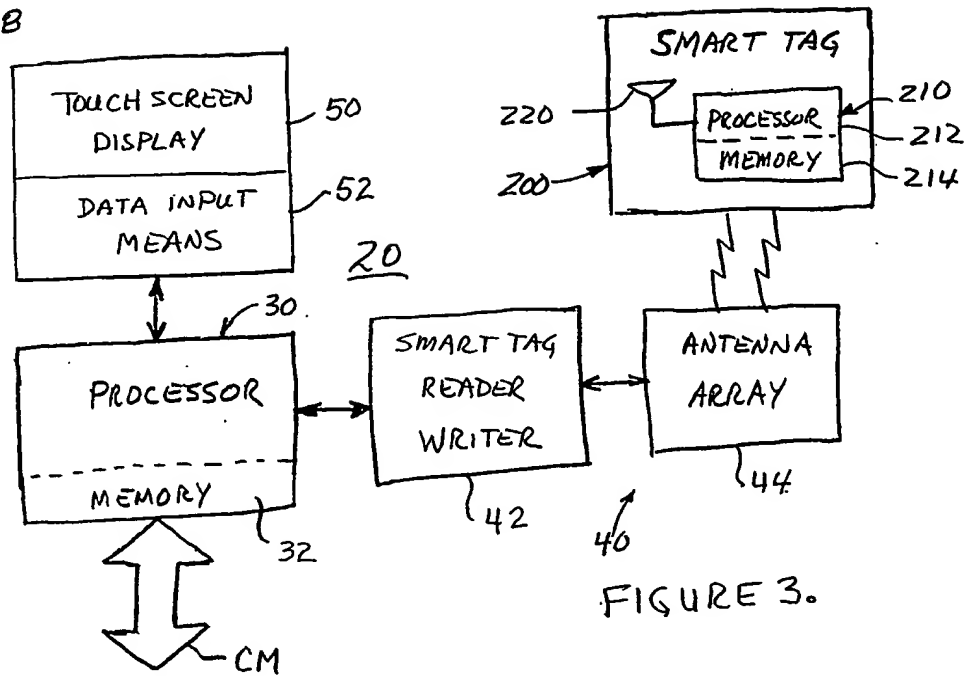 B
TOUCH SCREEN
DISPLAY
50
DATA INPUT
MEANS
52
20
30
PROCESSOR
MEMORY
32
CM
SMART TAG
READER
WRITER
42
ANTENNA
ARRAY
44
40
SMART TAG
220
200
PROCESSOR
MEMORY
210
212
214
FIGURE 3.